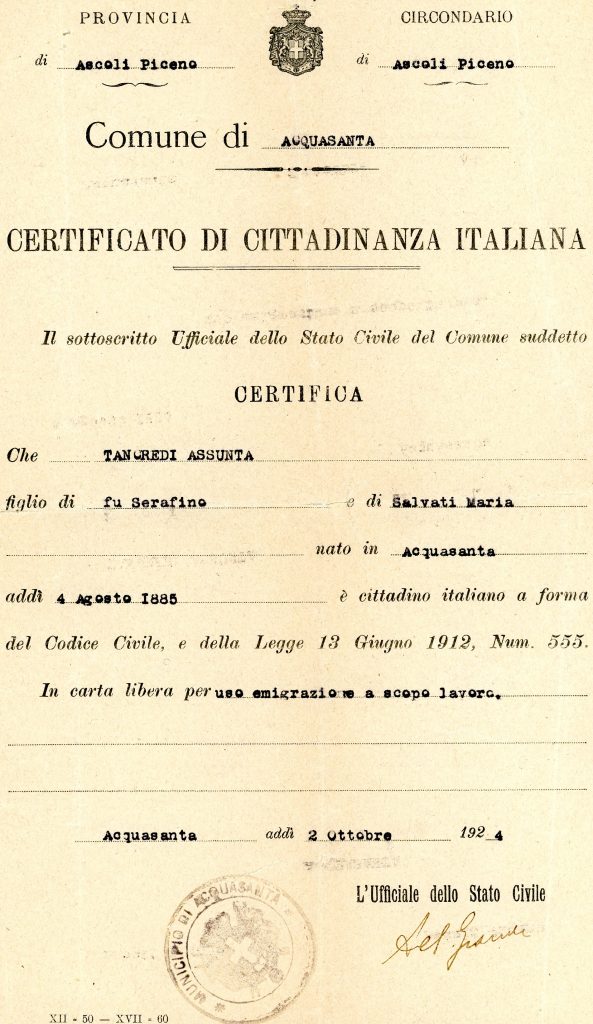 PROVINCIA CIRCONDARIO
di Ascoli Piceno di Ascoli Piceno
Comune di ACQUASANTA
CERTIFICATO DI CITTADINANZA ITALIANA
Il sottoscritto Ufficiale dello Stato Civile del Comune suddetto
CERTIFICA
Che TANCREDI ASSUNTA
figlio di fu Serafino e di Salvati Maria
nato in Acquasanta
addì 4 Agosto 1885 è cittadino italiano a forma
del Codice Civile, e della Legge 13 Giugno 1912, Num. 555.
In carta libera per uso emigrazione a scopo lavoro.
Acquasanta addì 2 Ottobre 1924
L'Ufficiale dello Stato Civile
MUNICIPIO DI ACQUASANTA
XII - 50 — XVII - 60